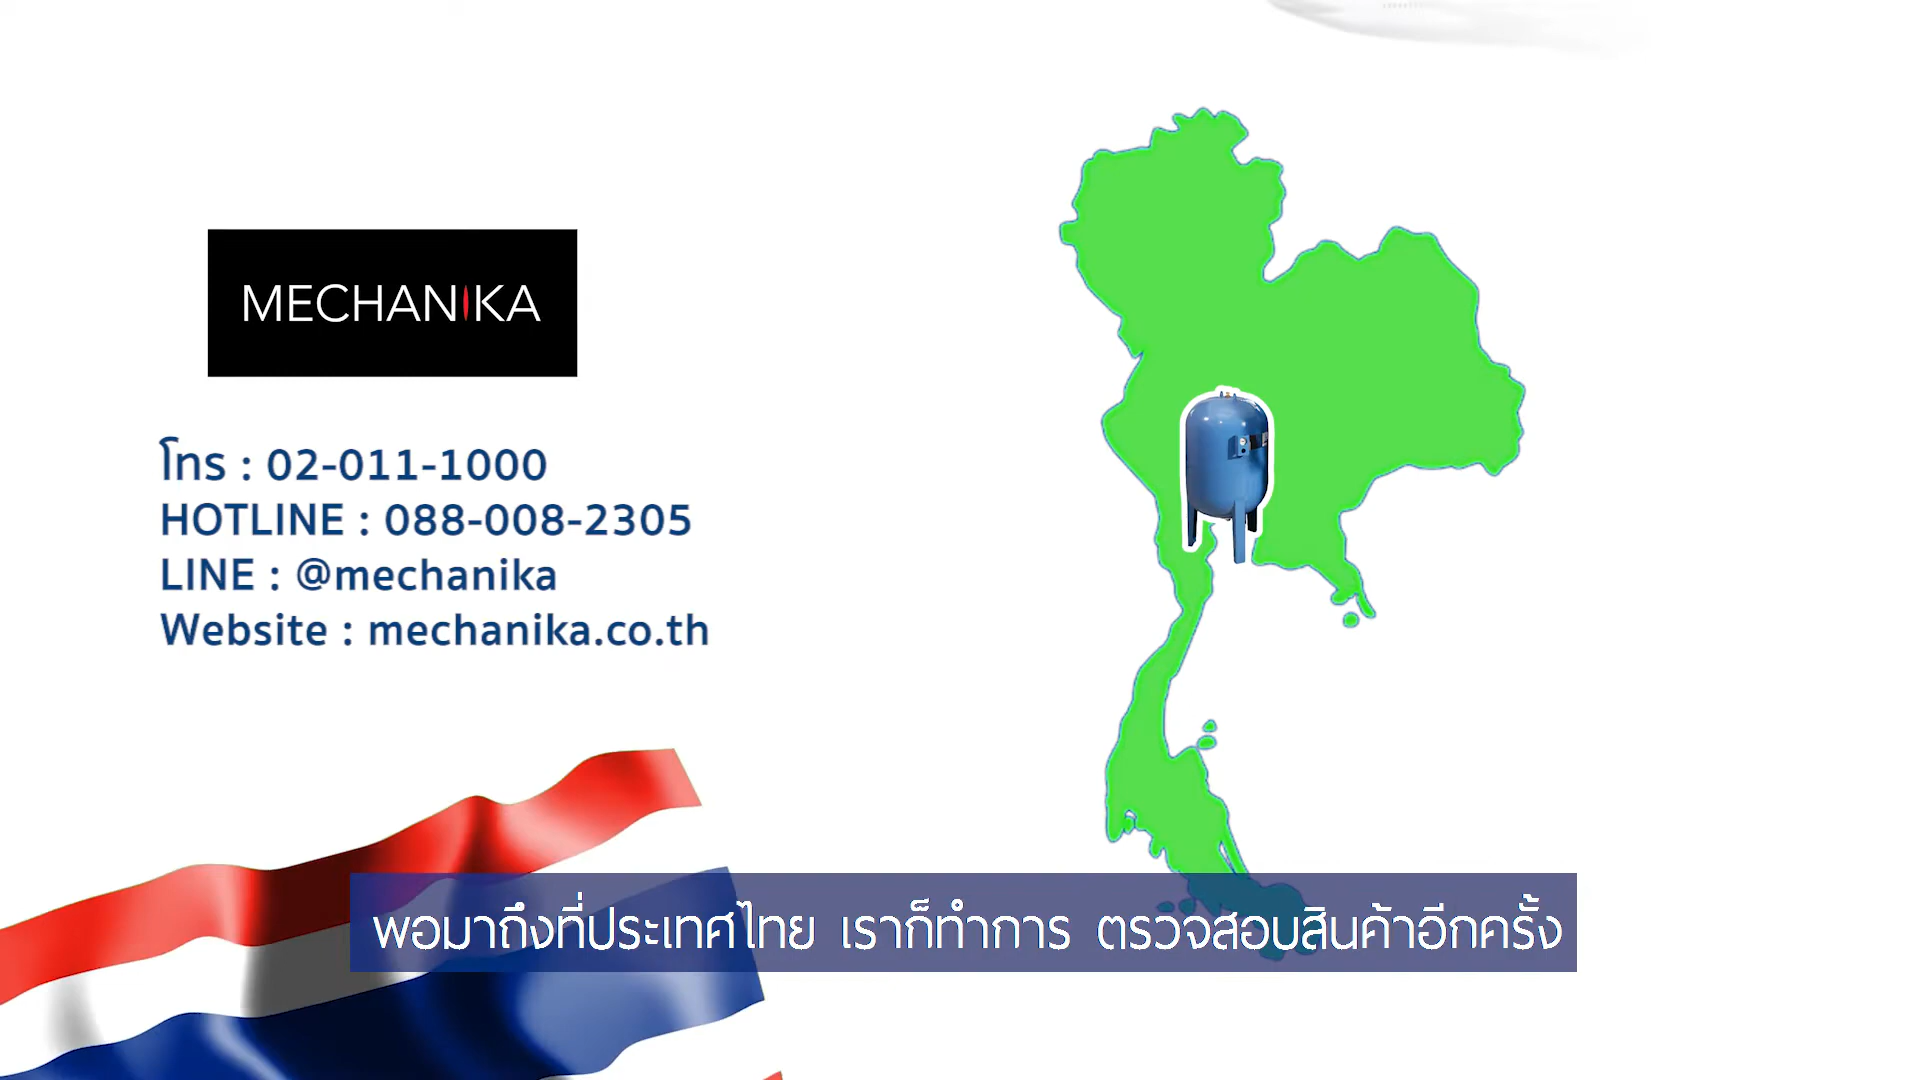 MECHANIKA
โทร : 02-011-1000
HOTLINE : 088-008-2305
LINE : @mechanika
Website : mechanika.co.th
พอมาถึงที่ประเทศไทย เราก็ทำการ ตรวจสอบสินค้าอีกครั้ง